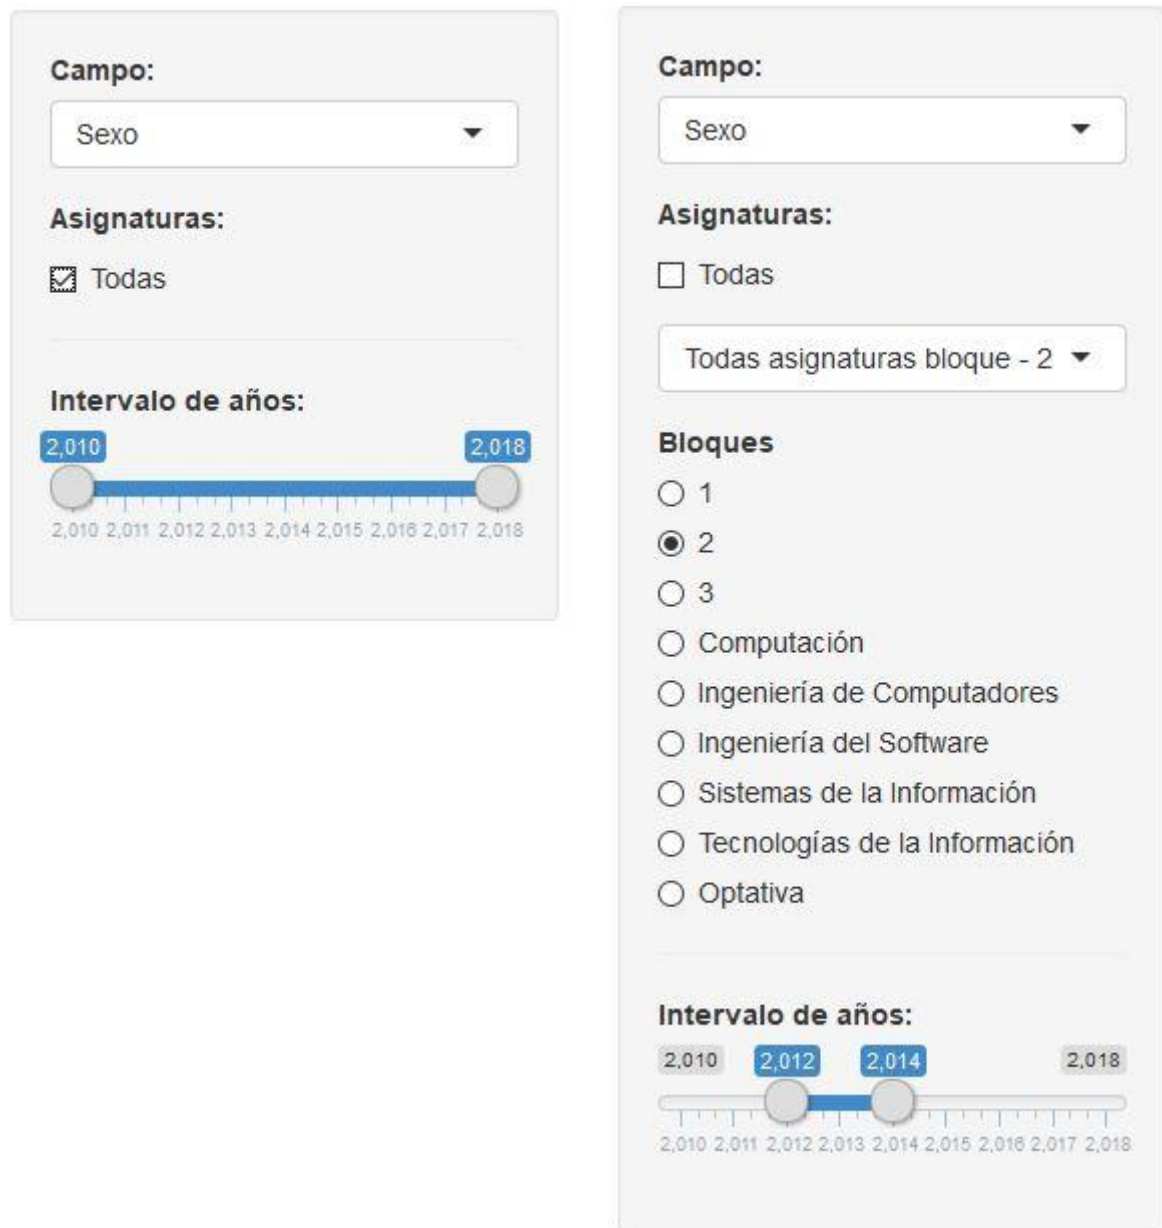 Campo:
Sexo
Asignaturas:
Todas
Intervalo de años:
2,010 2,018
2,010 2,011 2,012 2,013 2,014 2,015 2,016 2,017 2,018
Campo:
Sexo
Asignaturas:
Todas
Todas asignaturas bloque - 2
Bloques
1
2
3
Computación
Ingeniería de Computadores
Ingeniería del Software
Sistemas de la Información
Tecnologías de la Información
Optativa
Intervalo de años:
2,010 2,012 2,014 2,018
2,010 2,011 2,012 2,013 2,014 2,015 2,016 2,017 2,018